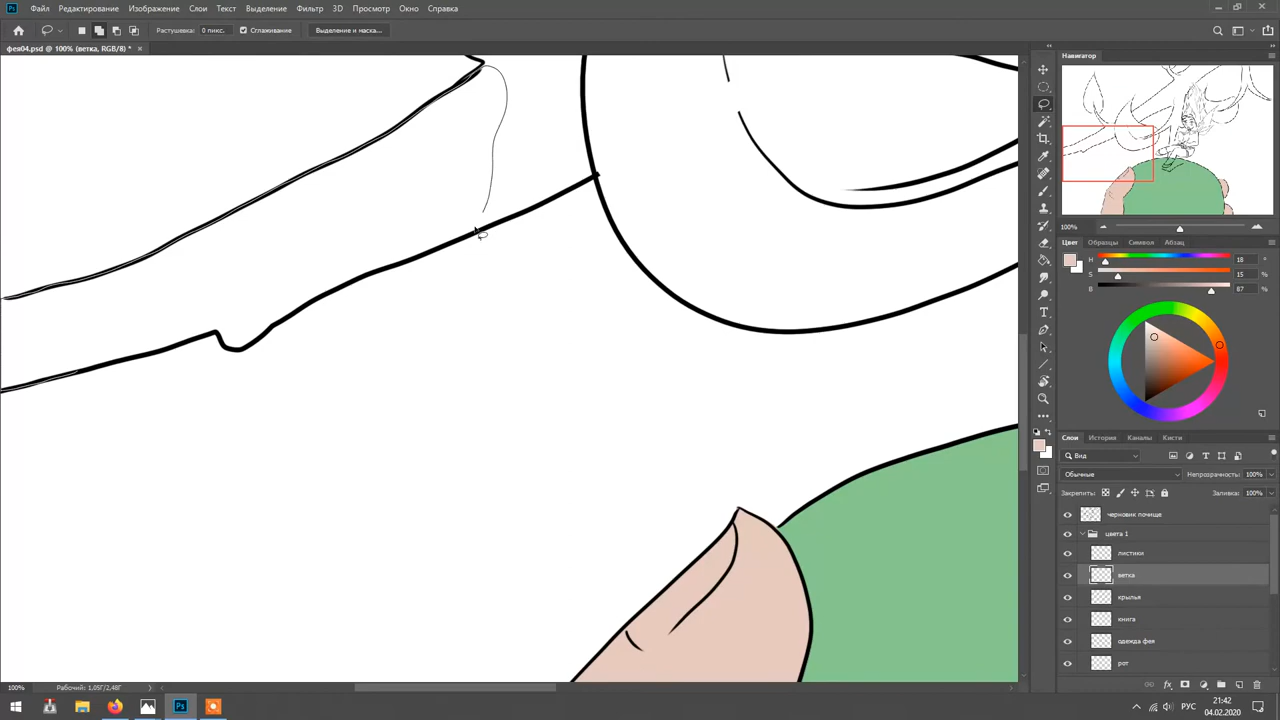 Файл Редактирование Изображение Слои Текст Выделение Фильтр 3D Просмотр Окно Справка
Растушевка: 0 пикс. Сглаживание Выделение и маска...
фея04.psd @ 100% (ветка, RGB/8) * ×
Навигатор
100%
Цвет Образцы Символ Абзац
H 18 °
S 15 %
B 87 %
Слои История Каналы Кисти
Вид
Обычные Непрозрачность: 100%
Закрепить: Заливка: 100%
черновик почище
цвета 1
листики
ветка
крылья
книга
одежда фея
рот
100% Рабочий: 1,05Г/2,48Г
Ps РУС 21:42
04.02.2020